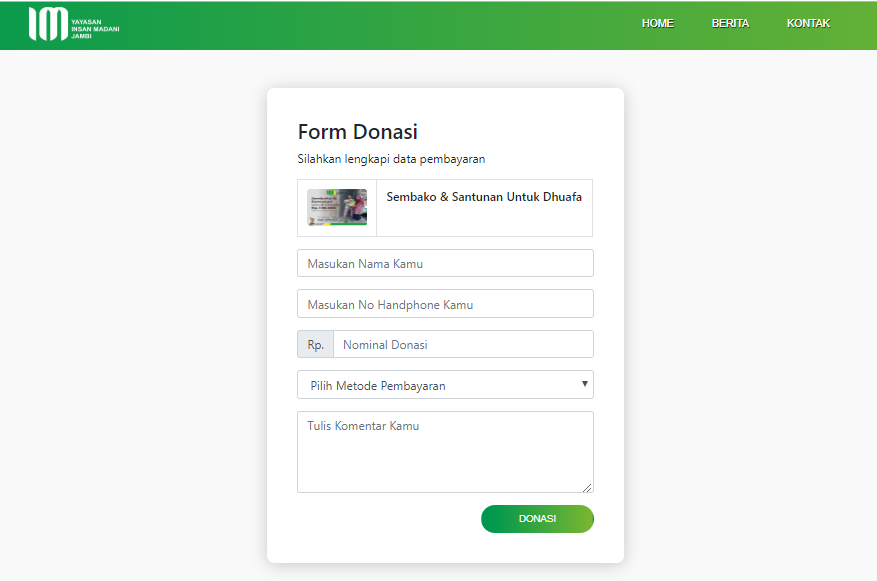 YAYASAN
INSAN MADANI
JAMBI
HOME
BERITA
KONTAK
Form Donasi
Silahkan lengkapi data pembayaran
Sembako & Santunan Untuk Dhuafa
Masukan Nama Kamu
Masukan No Handphone Kamu
Rp. Nominal Donasi
Pilih Metode Pembayaran
Tulis Komentar Kamu
DONASI